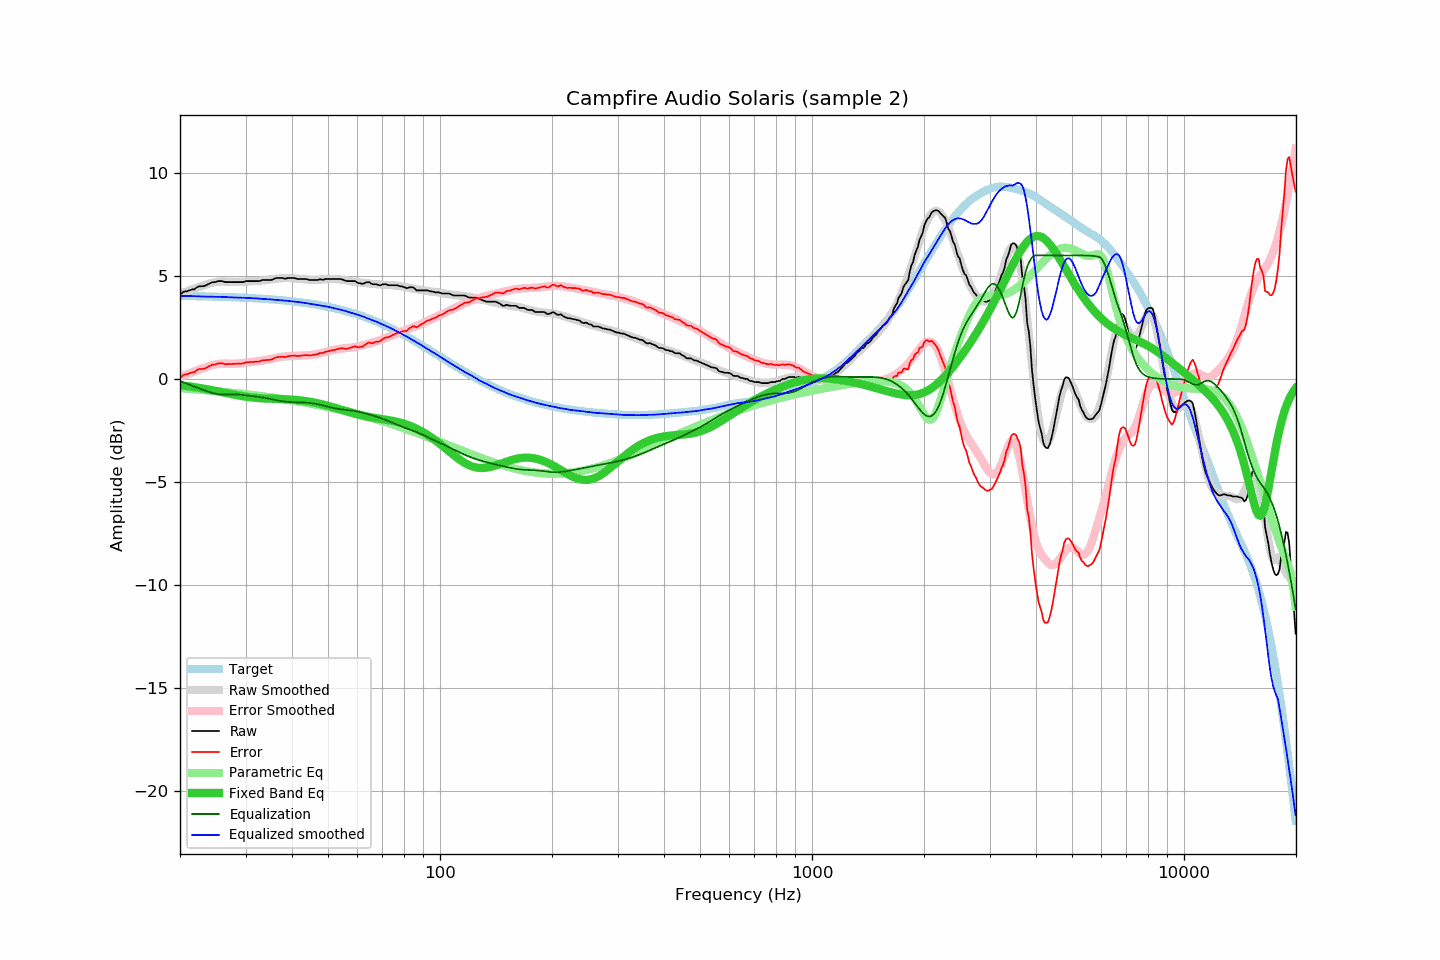 Campfire Audio Solaris (sample 2)
10
5
0
−5
−10
−15
−20
Amplitude (dBr)
Target
Raw Smoothed
Error Smoothed
Raw
Error
Parametric Eq
Fixed Band Eq
Equalization
Equalized smoothed
100 1000 10000
Frequency (Hz)